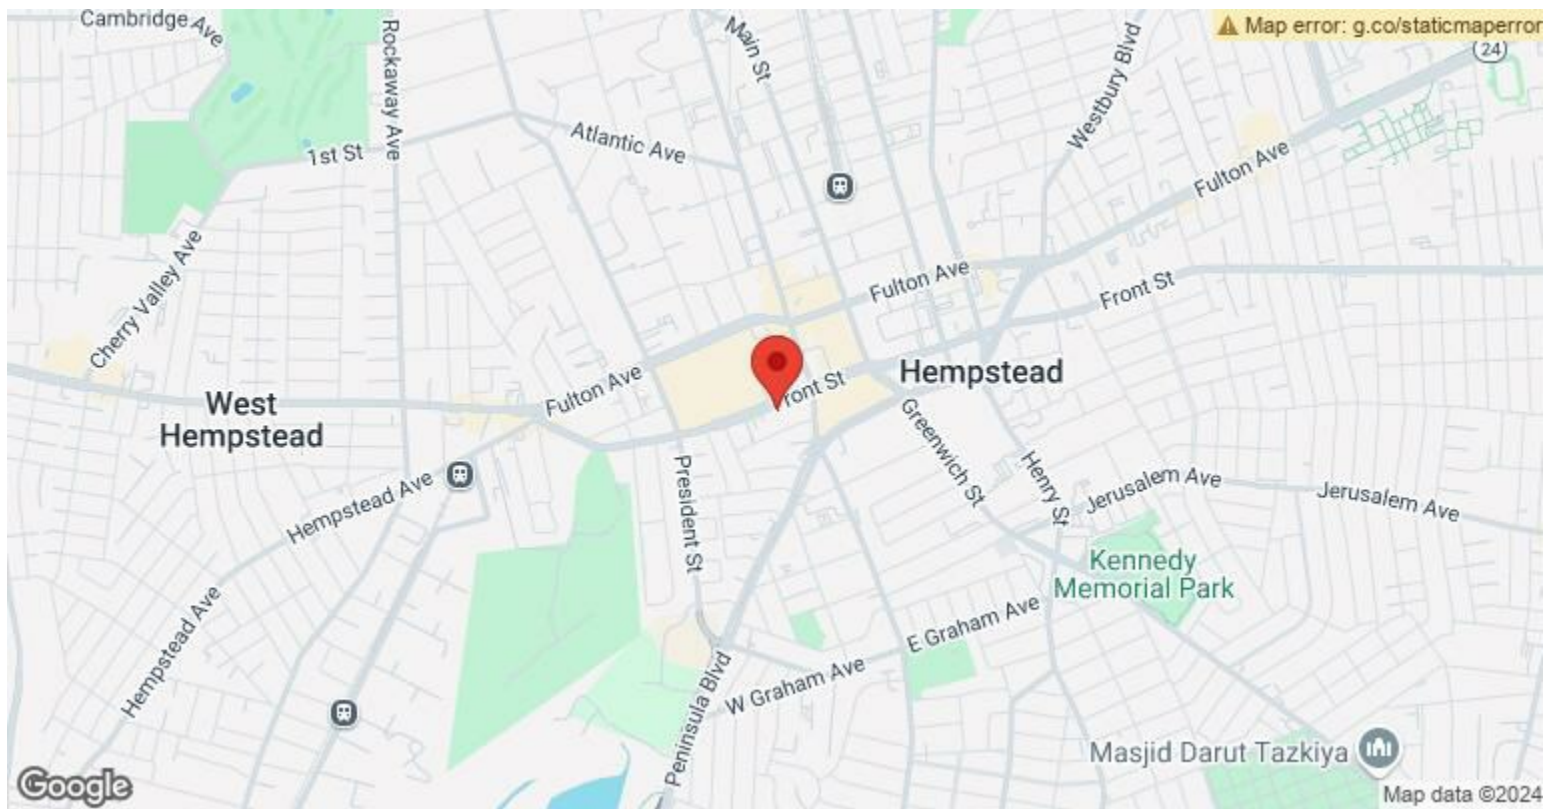 Cambridge Ave
Rockaway Ave
Main St
Westbury Blvd
Map error: g.co/staticmaperror
24
1st St
Atlantic Ave
Fulton Ave
Cherry Valley Ave
Fulton Ave
Front St
Fulton Ave
ront St
Hempstead
West
Hempstead
Greenwich St
Henry St
Hempstead Ave
President St
Jerusalem Ave
Jerusalem Ave
Kennedy
Memorial Park
Hempstead Ave
E Graham Ave
W Graham Ave
Peninsula Blvd
Masjid Darut Tazkiya
Google
Map data ©2024